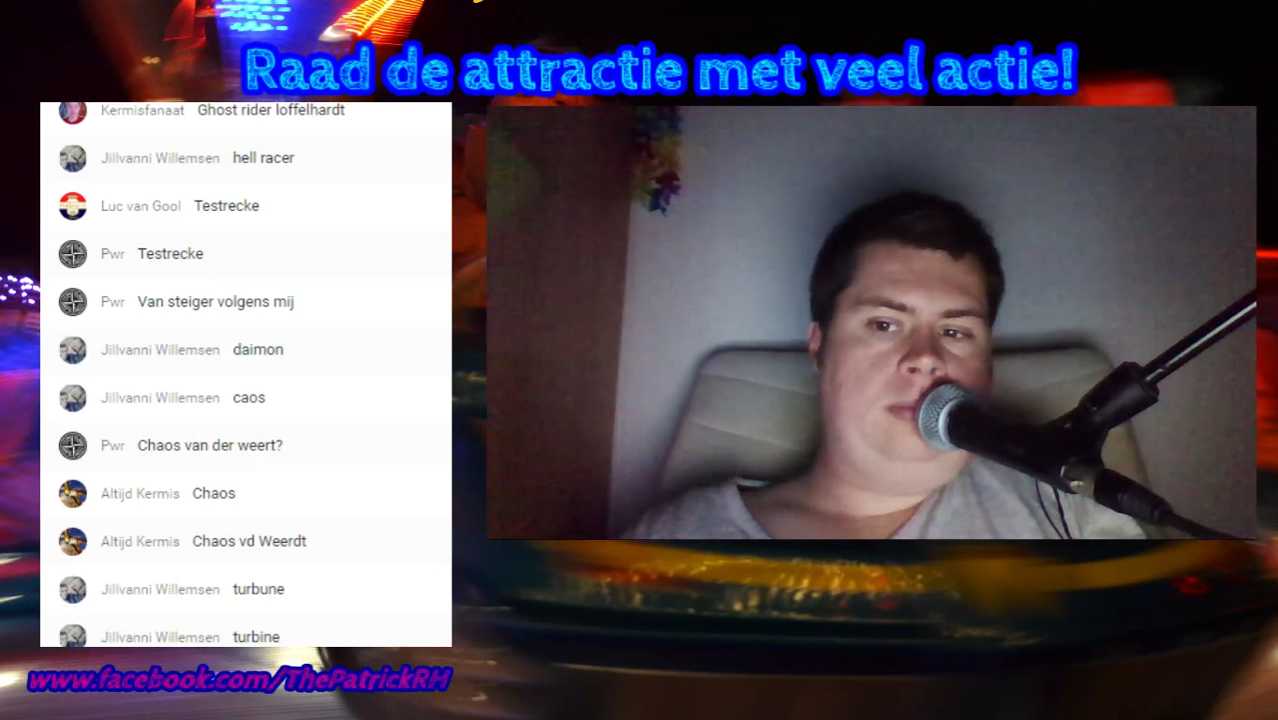 Raad de attractie met veel actie!
Kermisfanaat Ghost rider loffelhardt
Jillvanni Willemsen hell racer
Luc van Gool Testrecke
Pwr Testrecke
Pwr Van steiger volgens mij
Jillvanni Willemsen daimon
Jillvanni Willemsen caos
Pwr Chaos van der weert?
Altijd Kermis Chaos
Altijd Kermis Chaos vd Weerdt
Jillvanni Willemsen turbune
Jillvanni Willemsen turbine
www.facebook.com/ThePatrickRH